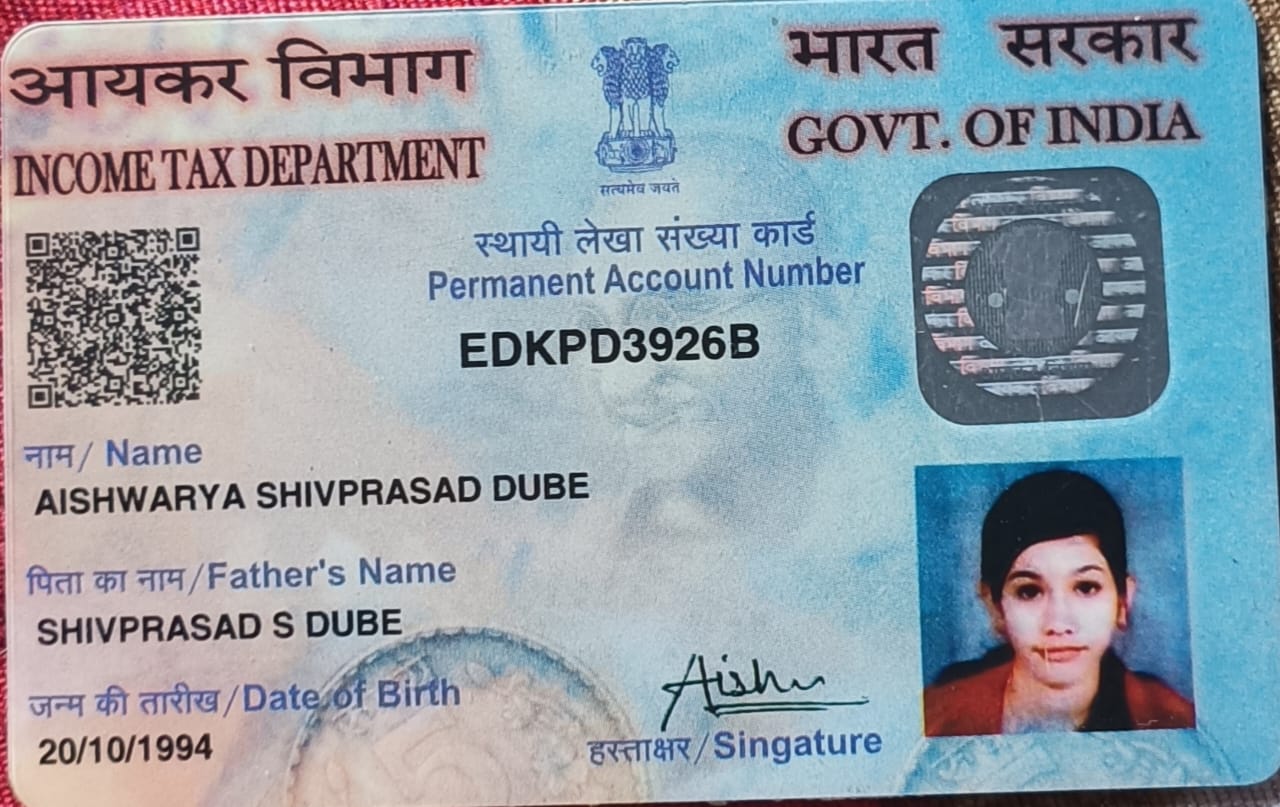 आयकर विभाग
INCOME TAX DEPARTMENT
सत्यमेव जयते
भारत सरकार
GOVT. OF INDIA
स्थायी लेखा संख्या कार्ड
Permanent Account Number
EDKPD3926B
नाम/ Name
AISHWARYA SHIVPRASAD DUBE
पिता का नाम/Father's Name
SHIVPRASAD S DUBE
जन्म की तारीख/Date of Birth
20/10/1994
Aishu
हस्ताक्षर/Singature